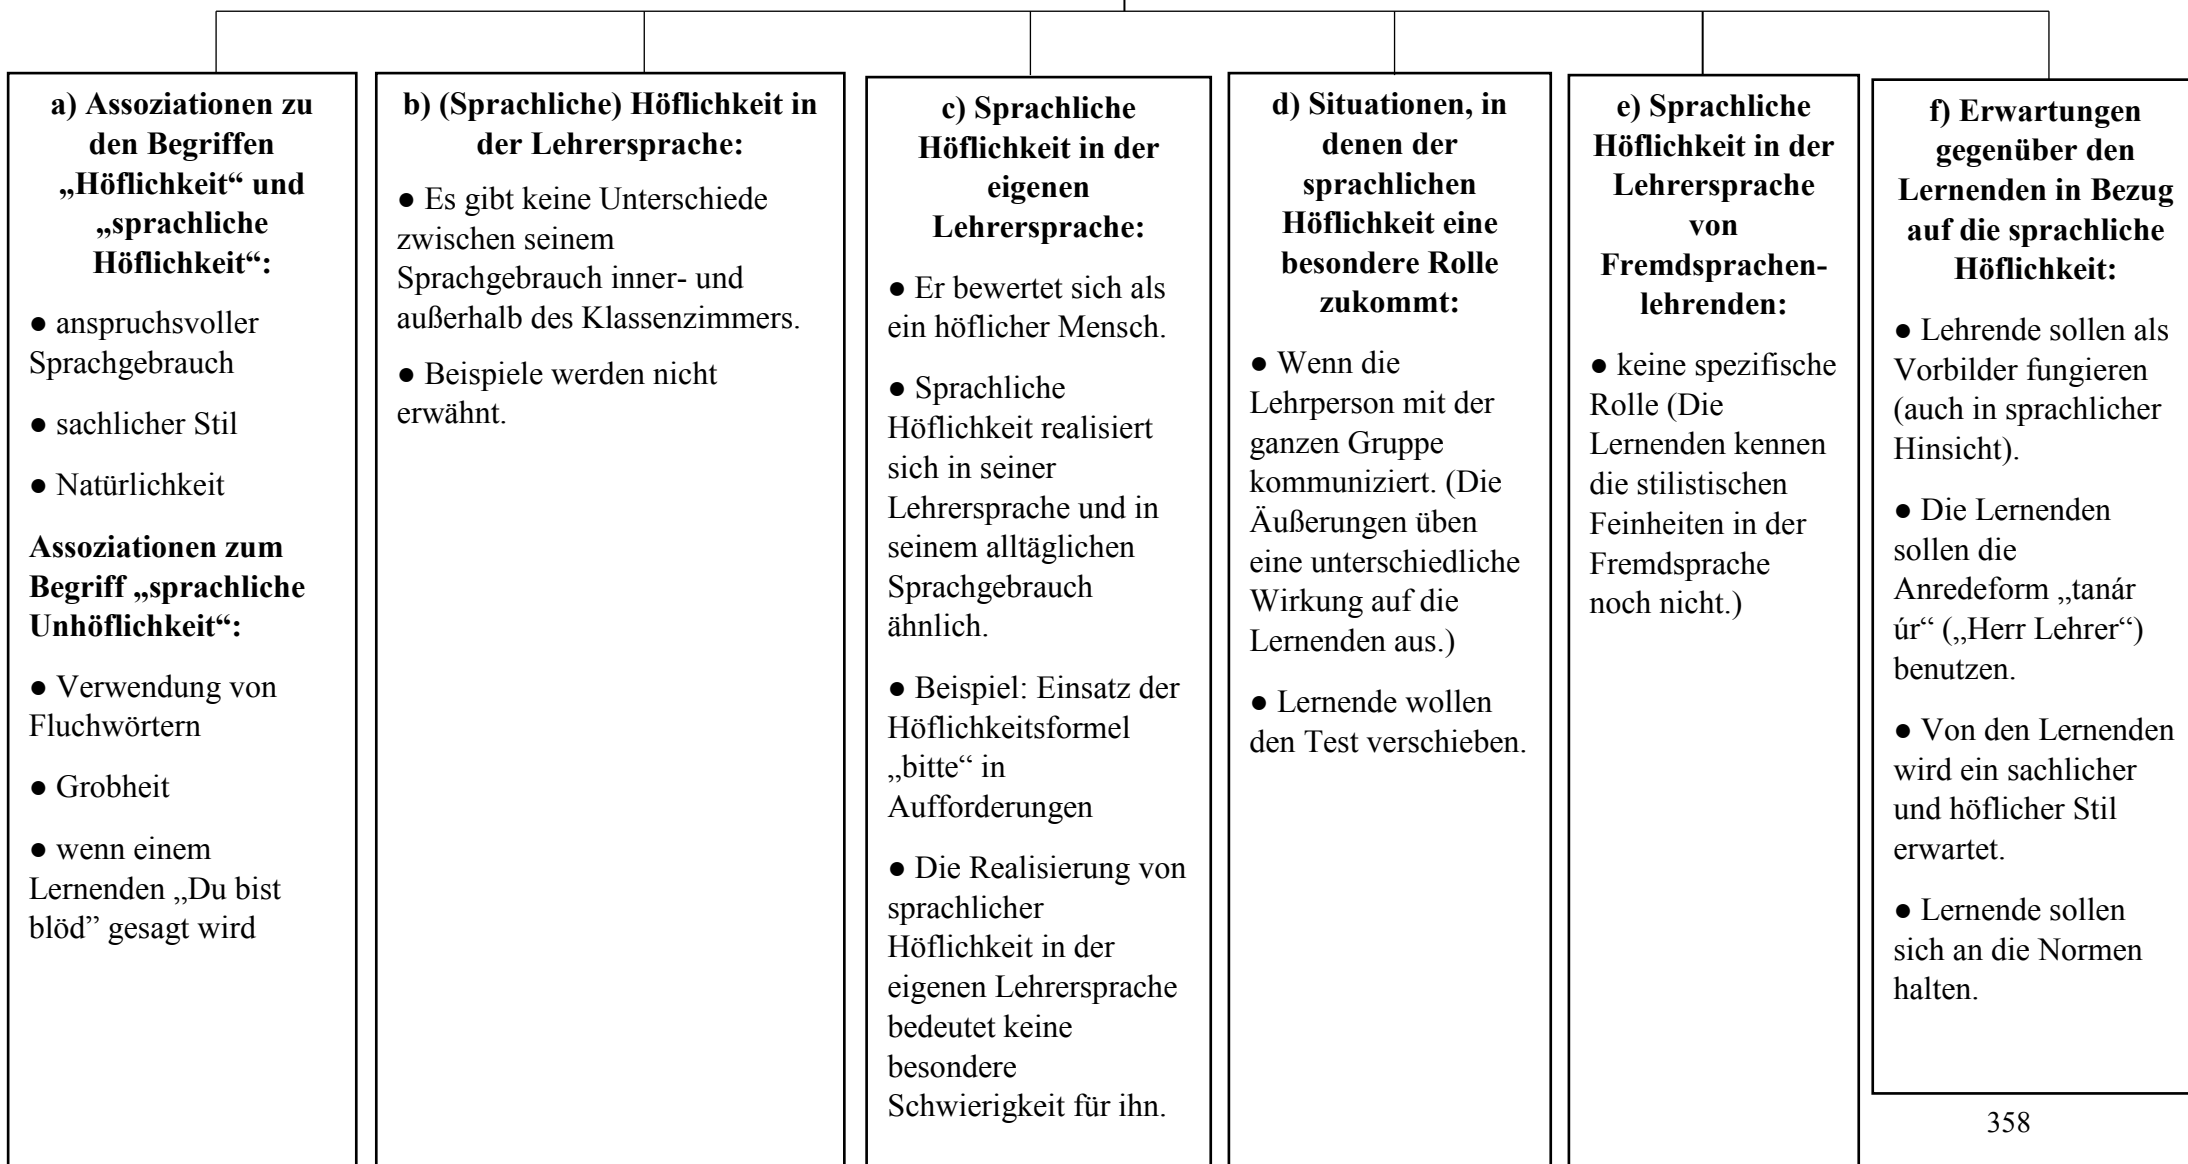 a) Assoziationen zu
den Begriffen
„Höflichkeit“ und
„sprachliche
Höflichkeit“:
● anspruchsvoller
Sprachgebrauch
● sachlicher Stil
● Natürlichkeit
Assoziationen zum
Begriff „sprachliche
Unhöflichkeit“:
● Verwendung von
Fluchwörtern
● Grobheit
● wenn einem
Lernenden „Du bist
blöd” gesagt wird
b) (Sprachliche) Höflichkeit in
der Lehrersprache:
● Es gibt keine Unterschiede
zwischen seinem
Sprachgebrauch inner- und
außerhalb des Klassenzimmers.
● Beispiele werden nicht
erwähnt.
c) Sprachliche
Höflichkeit in der
eigenen
Lehrersprache:
● Er bewertet sich als
ein höflicher Mensch.
● Sprachliche
Höflichkeit realisiert
sich in seiner
Lehrersprache und in
seinem alltäglichen
Sprachgebrauch
ähnlich.
● Beispiel: Einsatz der
Höflichkeitsformel
„bitte“ in
Aufforderungen
● Die Realisierung von
sprachlicher
Höflichkeit in der
eigenen Lehrersprache
bedeutet keine
besondere
Schwierigkeit für ihn.
d) Situationen, in
denen der
sprachlichen
Höflichkeit eine
besondere Rolle
zukommt:
● Wenn die
Lehrperson mit der
ganzen Gruppe
kommuniziert. (Die
Äußerungen üben
eine unterschiedliche
Wirkung auf die
Lernenden aus.)
● Lernende wollen
den Test verschieben.
e) Sprachliche
Höflichkeit in der
Lehrersprache
von
Fremdsprachen-
lehrenden:
● keine spezifische
Rolle (Die
Lernenden kennen
die stilistischen
Feinheiten in der
Fremdsprache
noch nicht.)
f) Erwartungen
gegenüber den
Lernenden in Bezug
auf die sprachliche
Höflichkeit:
● Lehrende sollen als
Vorbilder fungieren
(auch in sprachlicher
Hinsicht).
● Die Lernenden
sollen die
Anredeform „tanár
úr“ („Herr Lehrer“)
benutzen.
● Von den Lernenden
wird ein sachlicher
und höflicher Stil
erwartet.
● Lernende sollen
sich an die Normen
halten.
358